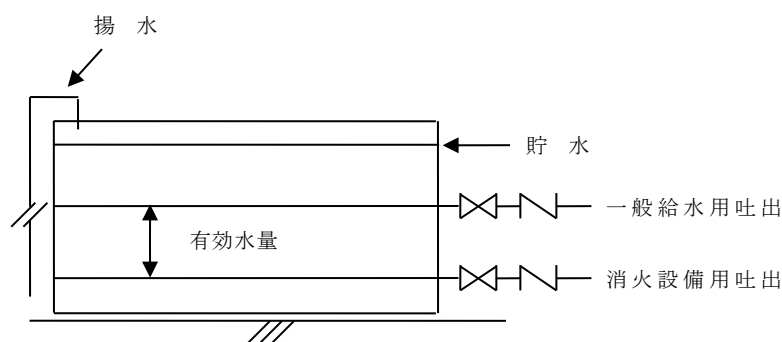 揚 水
貯 水
一般給水用吐出
有効水量
消火設備用吐出